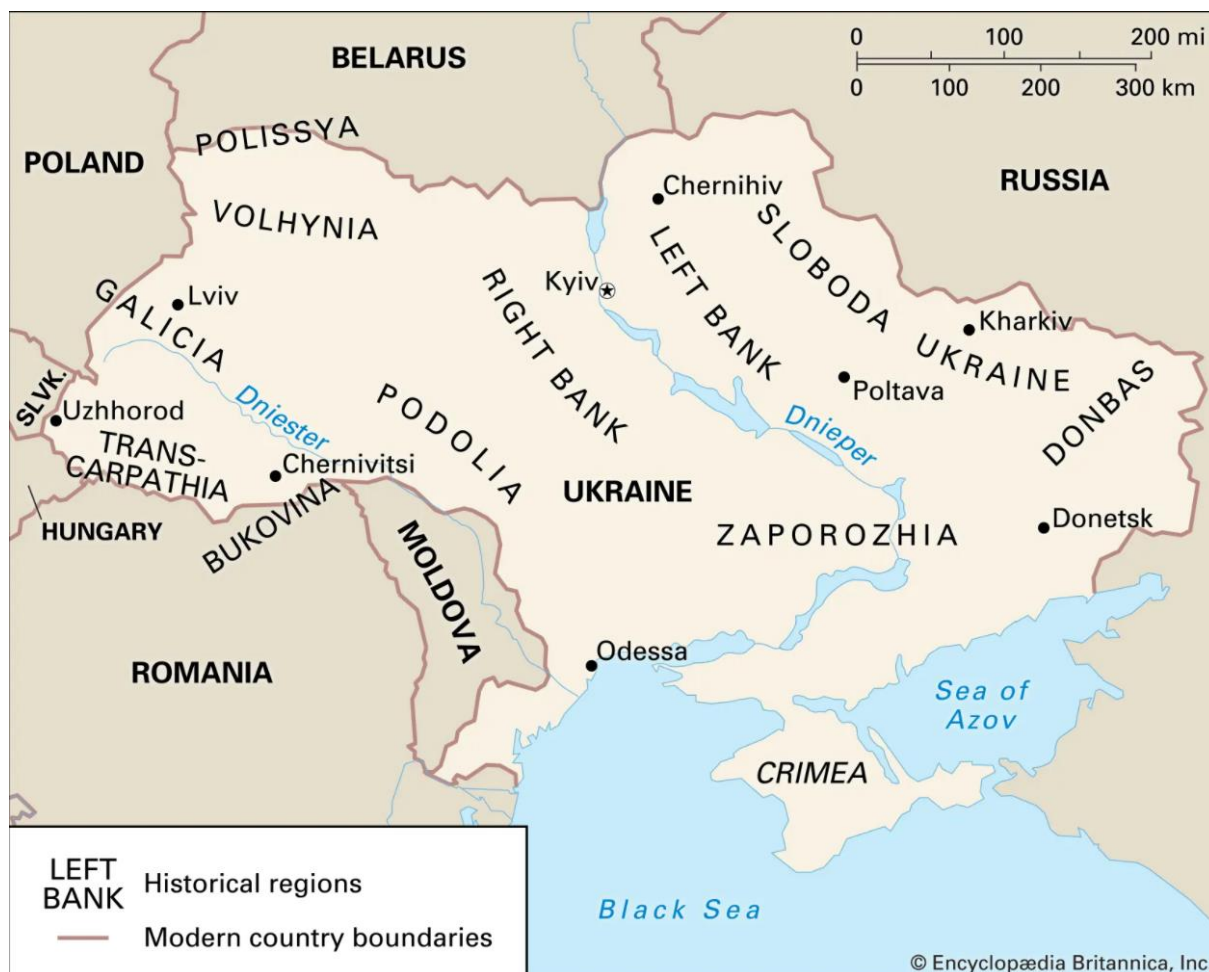 0 100 200 mi
0 100 200 300 km
BELARUS
POLAND
POLISSYA
RUSSIA
VOLHYNIA
Chernihiv
SLOBODA UKRAINE
LEFT BANK
Kyiv
RIGHT BANK
GALICIA
Lviv
Kharkiv
Poltava
DONBAS
SLVK.
Uzhhorod
Dniester
PODOLIA
Dnieper
TRANS-
CARPATHIA
Chernivitsi
UKRAINE
HUNGARY
BUKOVINA
ZAPOROZHIA
Donetsk
MOLDOVA
ROMANIA
Odessa
Sea of
Azov
CRIMEA
Black Sea
LEFT
BANK
Historical regions
Modern country boundaries
© Encyclopædia Britannica, Inc